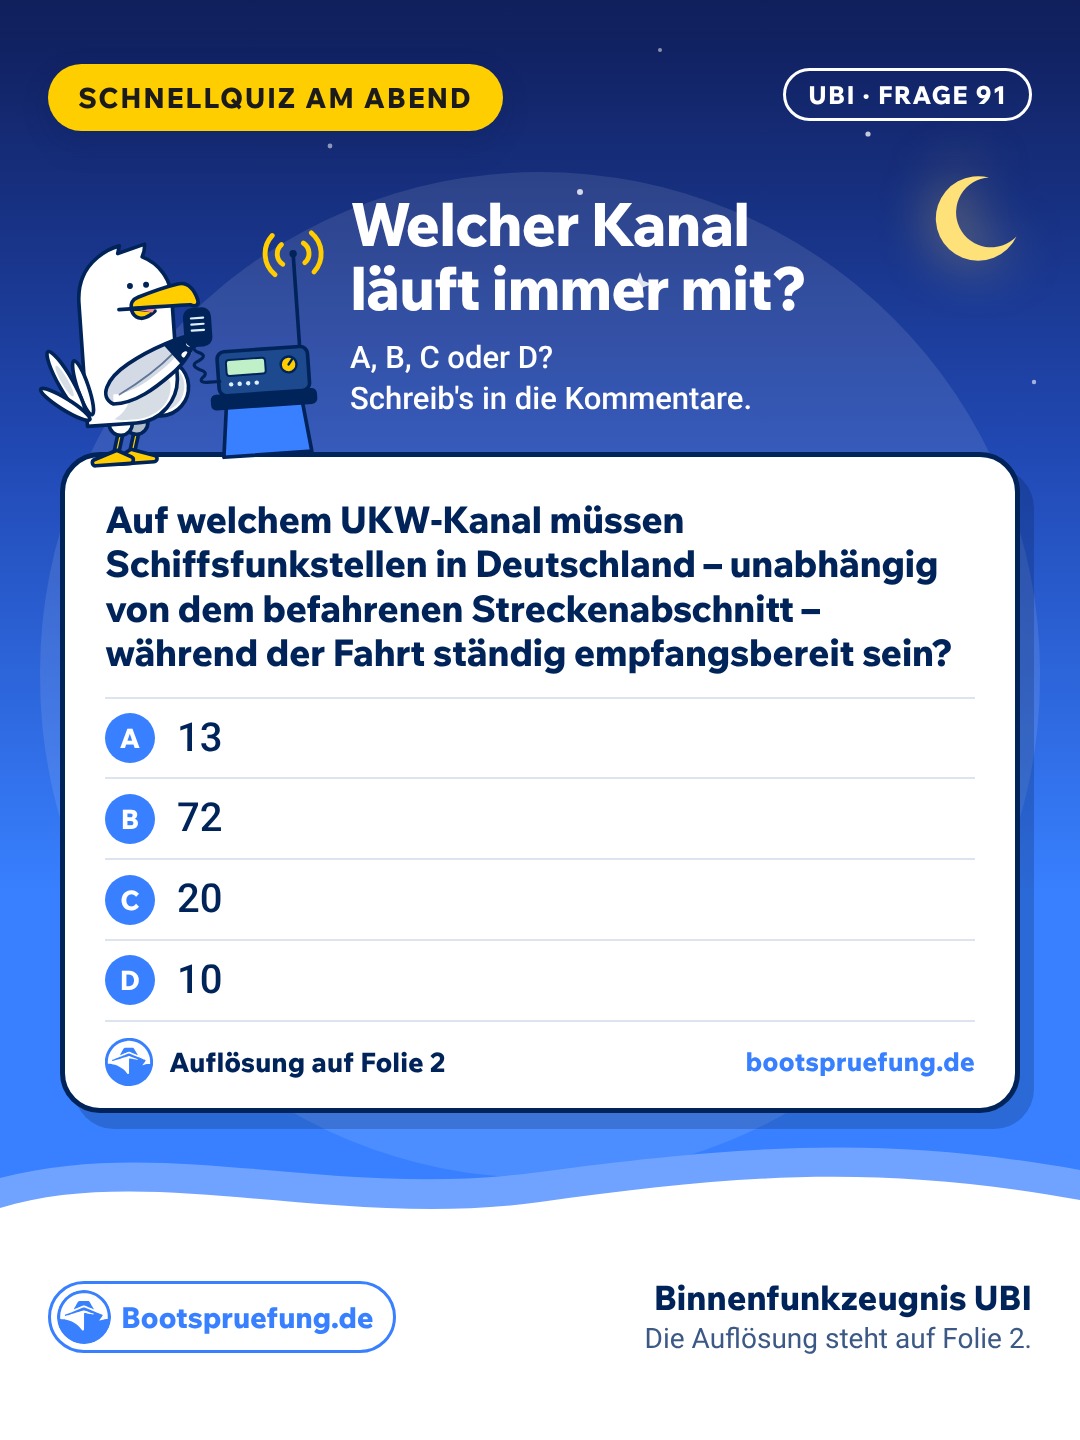 SCHNELLQUIZ AM ABEND
UBI · FRAGE 91
Welcher Kanal
läuft immer mit?
A, B, C oder D?
Schreib's in die Kommentare.
Auf welchem UKW-Kanal müssen
Schiffsfunkstellen in Deutschland – unabhängig
von dem befahrenen Streckenabschnitt –
während der Fahrt ständig empfangsbereit sein?
A 13
B 72
C 20
D 10
Auflösung auf Folie 2
bootspruefung.de
Bootspruefung.de
Binnenfunkzeugnis UBI
Die Auflösung steht auf Folie 2.